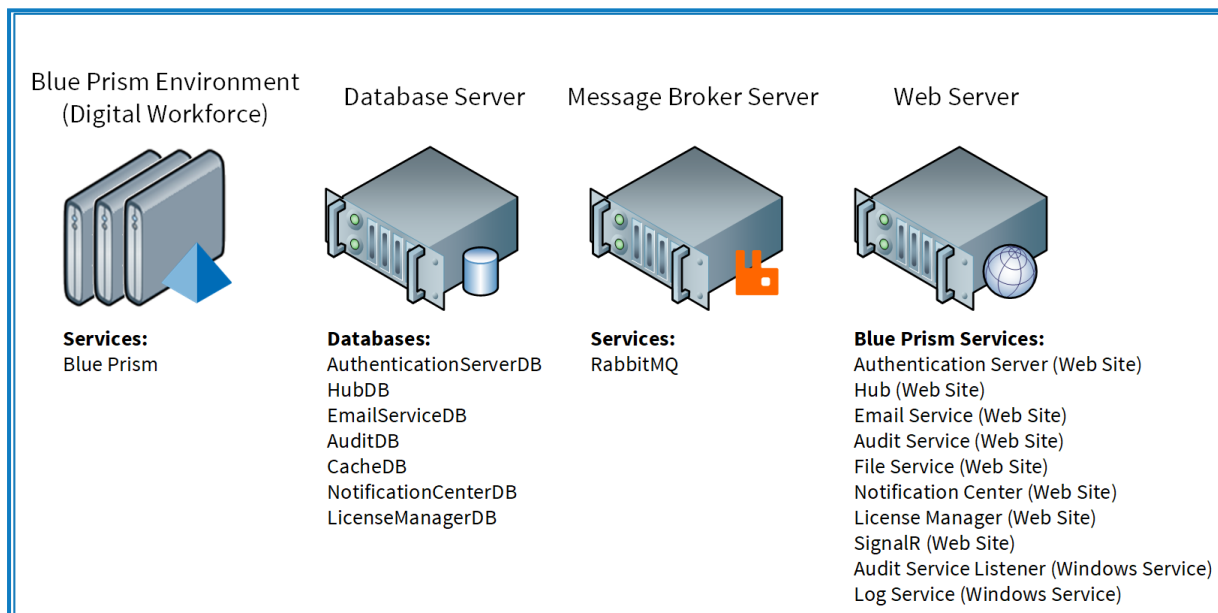 Blue Prism Environment
(Digital Workforce)
Database Server
Message Broker Server
Web Server
Services:
Blue Prism
Databases:
AuthenticationServerDB
HubDB
EmailServiceDB
AuditDB
CacheDB
NotificationCenterDB
LicenseManagerDB
Services:
RabbitMQ
Blue Prism Services:
Authentication Server (Web Site)
Hub (Web Site)
Email Service (Web Site)
Audit Service (Web Site)
File Service (Web Site)
Notification Center (Web Site)
License Manager (Web Site)
SignalR (Web Site)
Audit Service Listener (Windows Service)
Log Service (Windows Service)